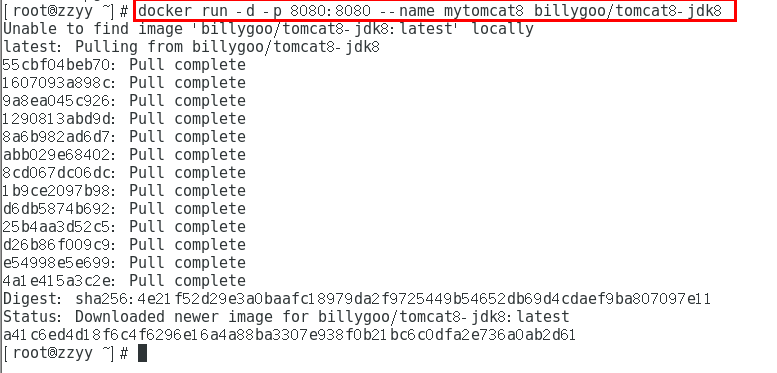 [root@zzyy ~]# docker run -d -p 8080:8080 --name mytomcat8 billygoo/tomcat8-jdk8
Unable to find image 'billygoo/tomcat8-jdk8:latest' locally
latest: Pulling from billygoo/tomcat8-jdk8
55cbf04beb70: Pull complete
1607093a898c: Pull complete
9a8ea045c926: Pull complete
1290813abd9d: Pull complete
8a6b982ad6d7: Pull complete
abb029e68402: Pull complete
8cd067dc06dc: Pull complete
1b9ce2097b98: Pull complete
d6db5874b692: Pull complete
25b4aa3d52c5: Pull complete
d26b86f009c9: Pull complete
e54998e5e699: Pull complete
4a1e415a3c2e: Pull complete
Digest: sha256:4e21f52d29e3a0baafc18979da2f9725449b54652db69d4cdaef9ba807097e11
Status: Downloaded newer image for billygoo/tomcat8-jdk8:latest
a41c6ed4d18f6c4f6296e16a4a88ba3307e938f0b21bc6c0dfa2e736a0ab2d61
[root@zzyy ~]#